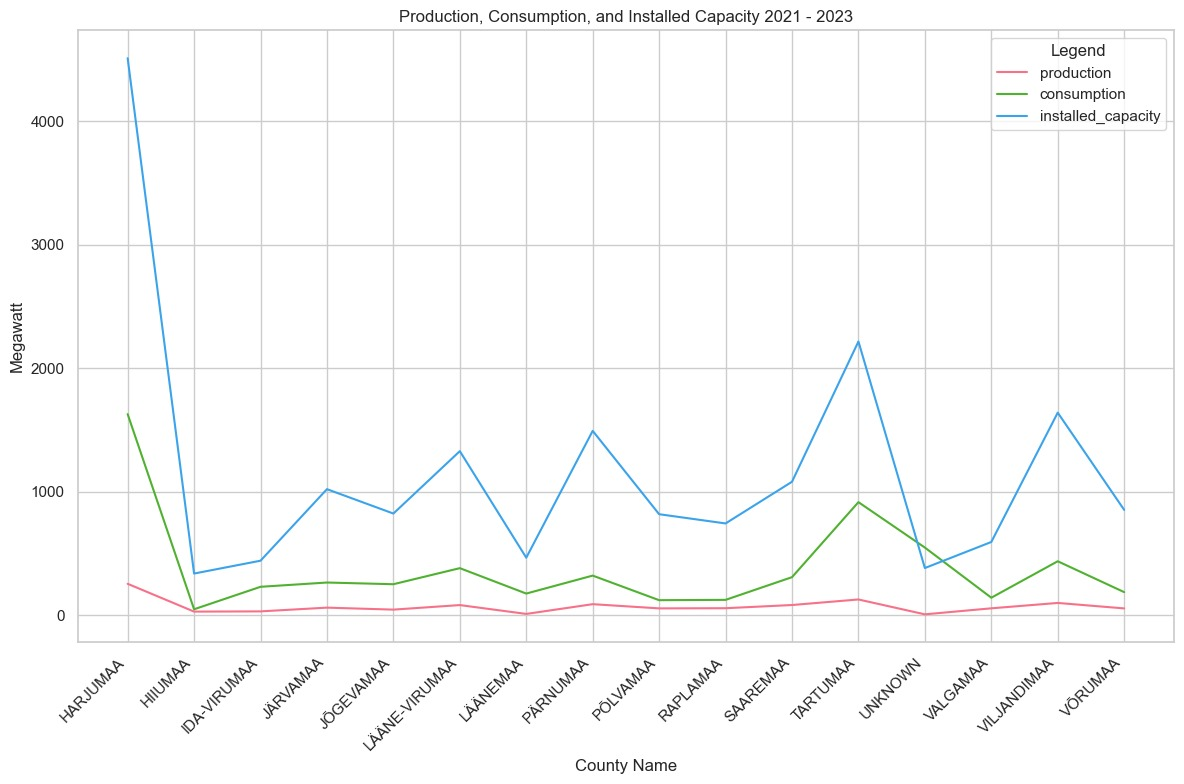 Production, Consumption, and Installed Capacity 2021 - 2023
Legend
production
consumption
installed_capacity
Megawatt
4000
3000
2000
1000
0
HARJUMAA
HIIUMAA
IDA-VIRUMAA
JÄRVAMAA
JÕGEVAMAA
LÄÄNE-VIRUMAA
LÄÄNEMAA
PÄRNUMAA
PÕLVAMAA
RAPLAMAA
SAAREMAA
TARTUMAA
UNKNOWN
VALGAMAA
VILJANDIMAA
VÕRUMAA
County Name